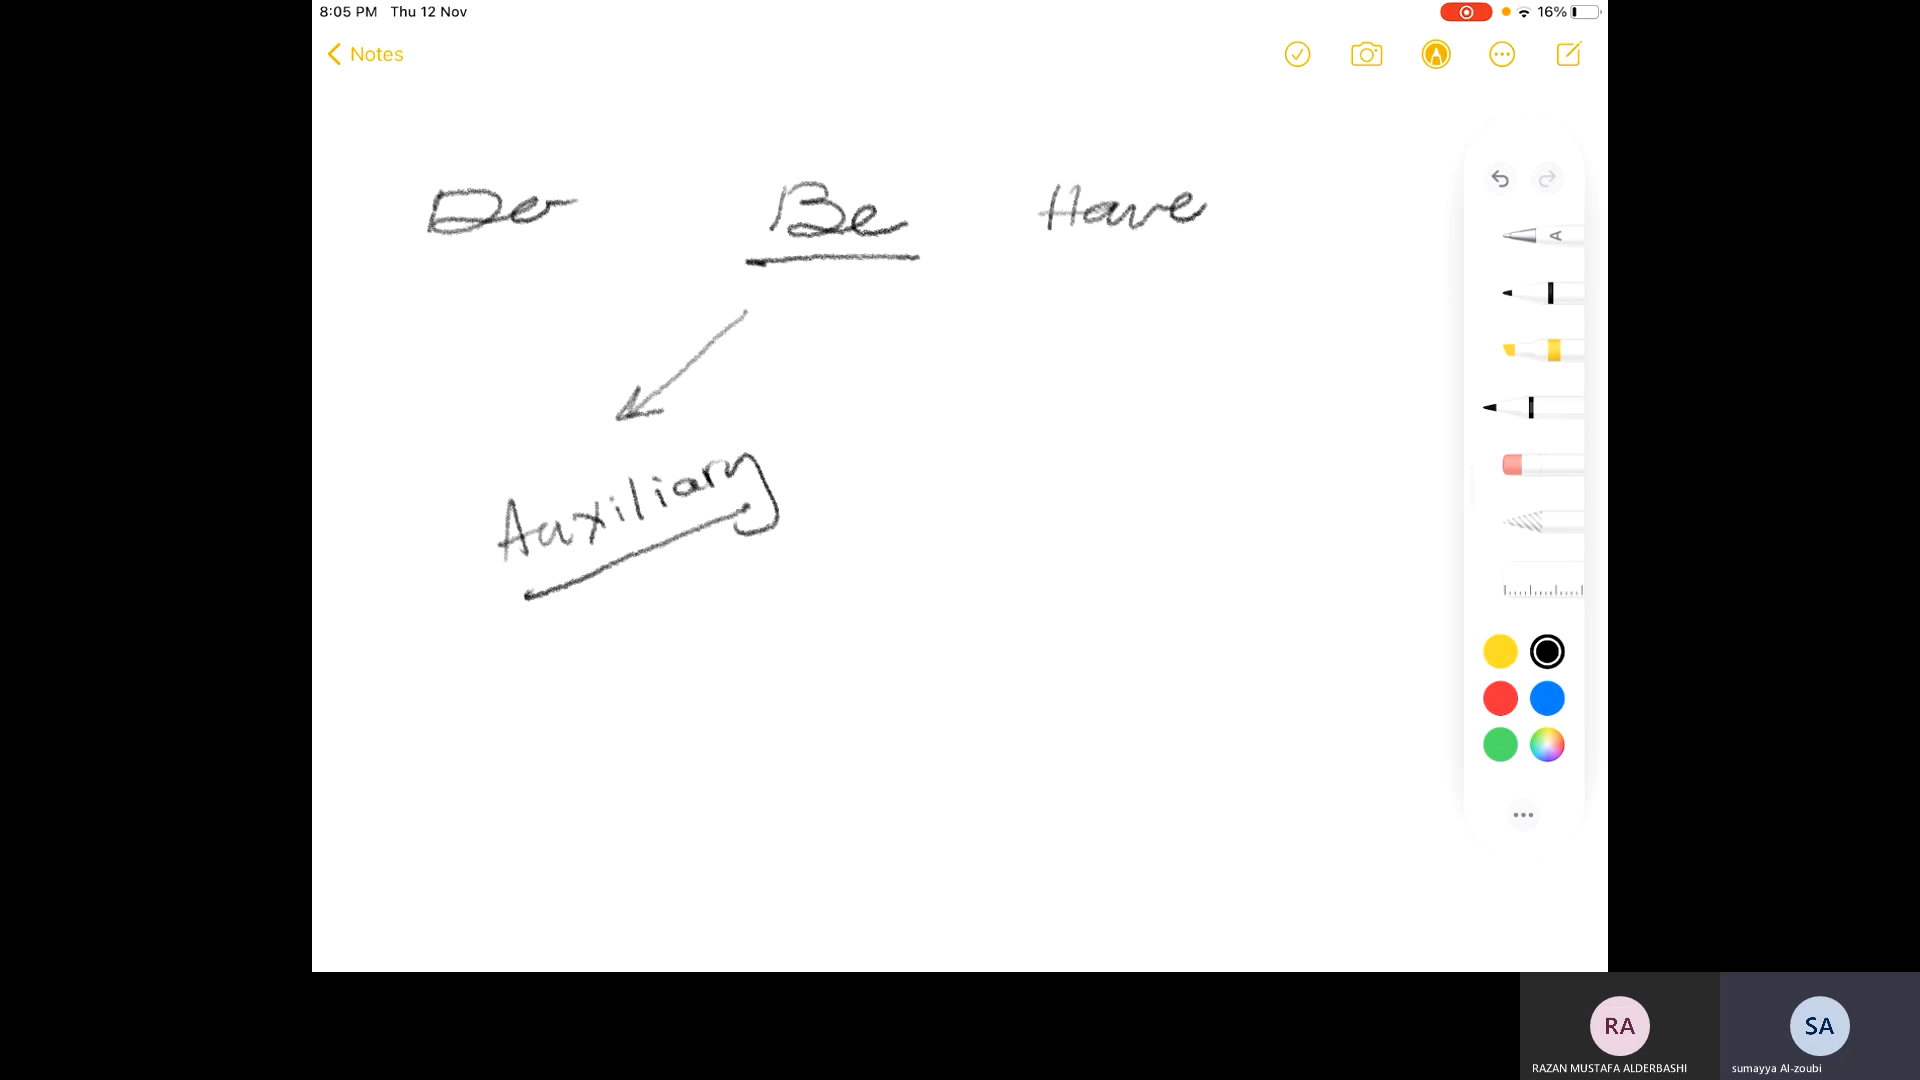 8:05 PM Thu 12 Nov
16%
Notes
A
Do Be Have
Auxiliary
RA
SA
RAZAN MUSTAFA ALDERBASHI
sumayya Al-zoubi